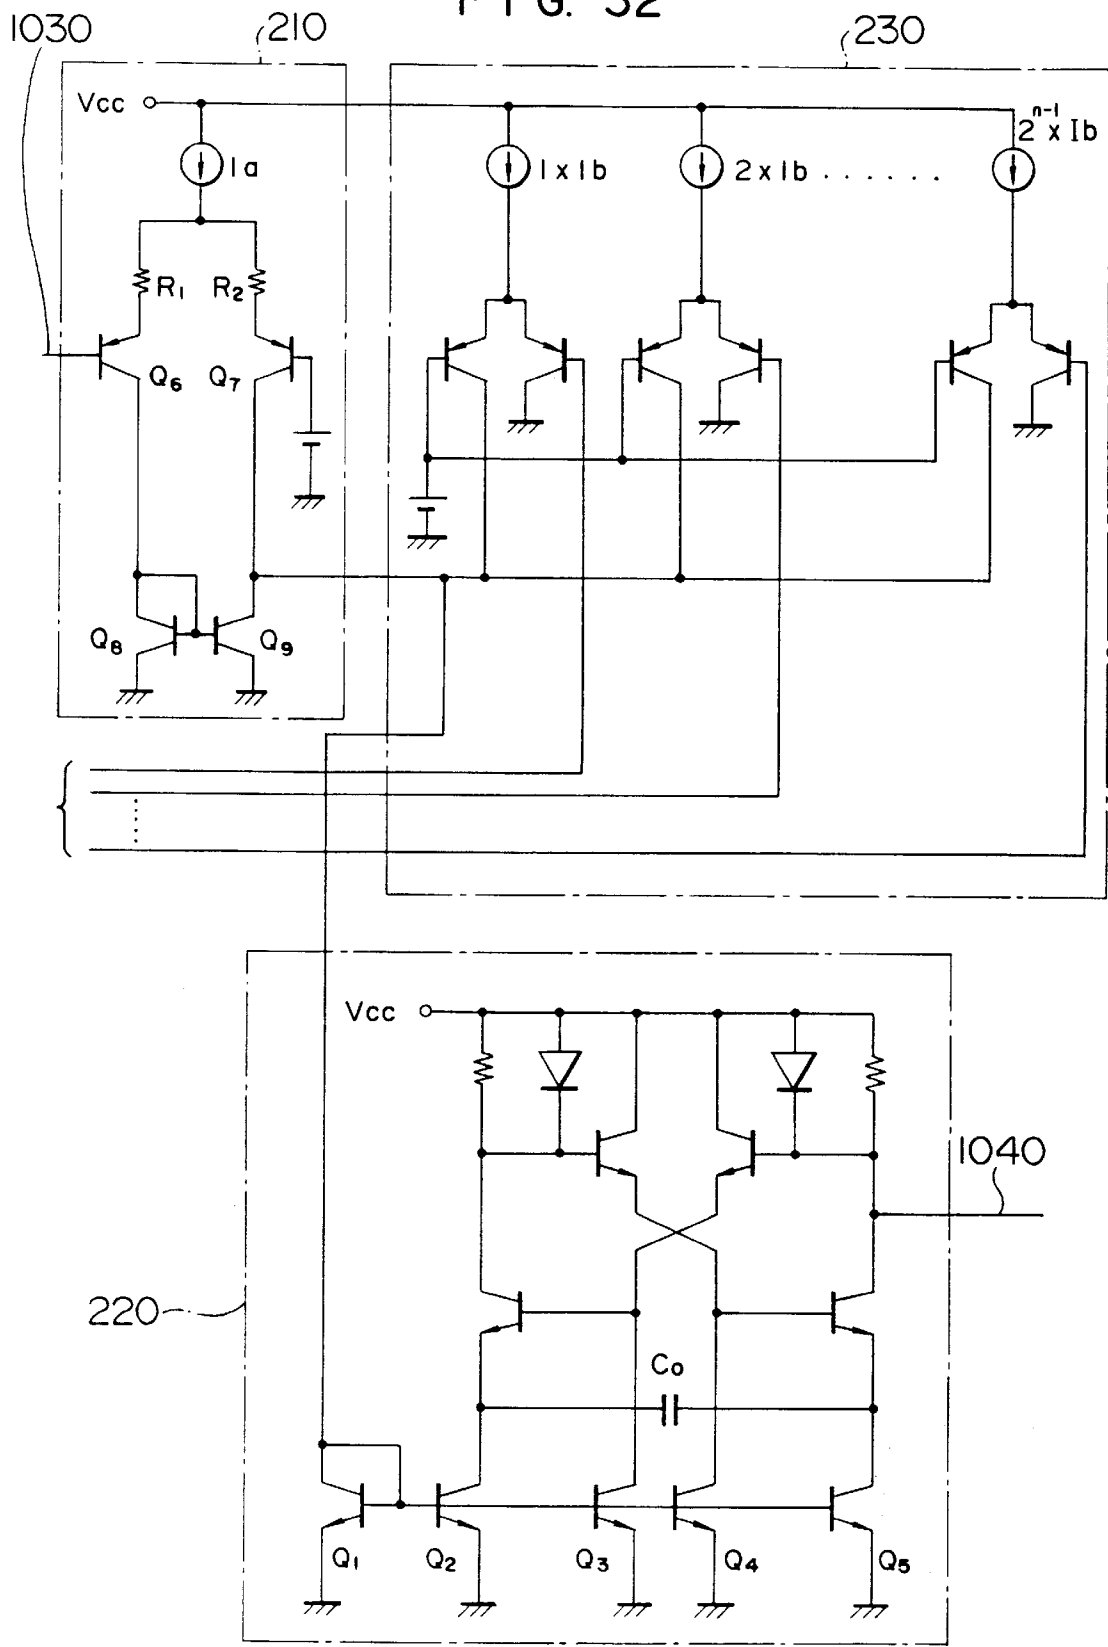 FIG. 32
1030
210
230
Vcc
Ia
1 x Ib
2 x Ib . . . . . .
2^{n-1} x Ib
R1
R2
Q6
Q7
Q8
Q9
Vcc
1040
220
Co
Q1
Q2
Q3
Q4
Q5